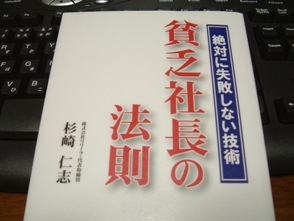 絶対に失敗しない技術
貧乏社長の
法則
杉崎 仁志